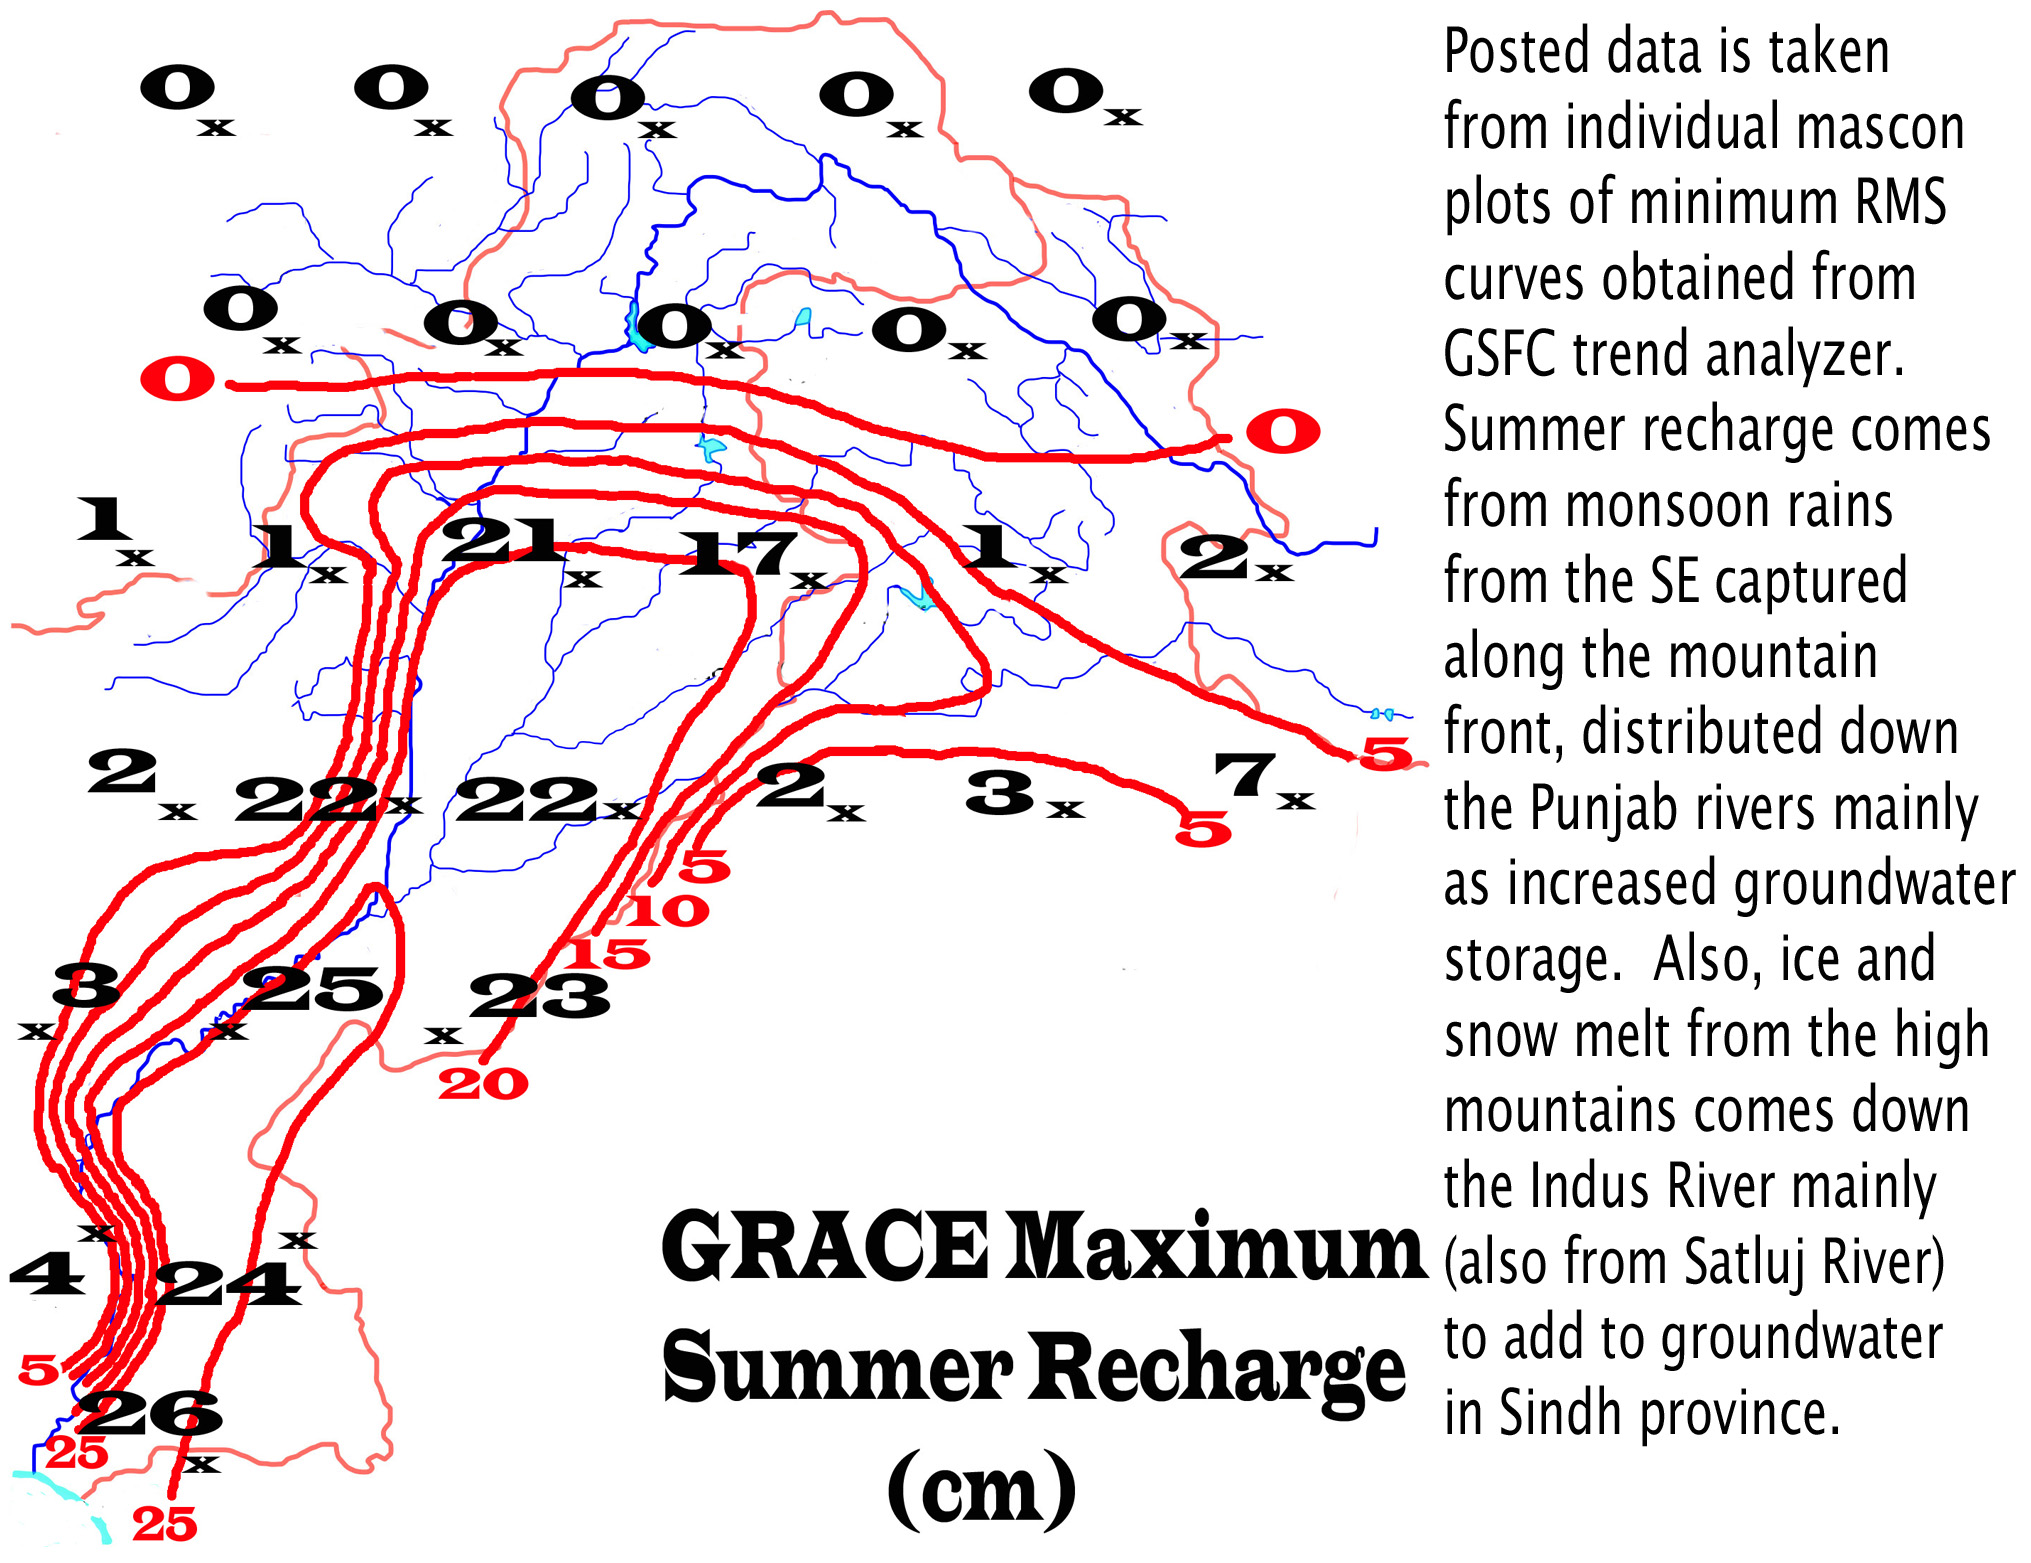 0 0 0 0 0
x x x x x
0 0 0 0 0
x x x x x
0
0
1 1 21 17 1 2
x x x x x x
5
2 22 22 2 3 7
x x x x x x
5
5
10
15
3 25 23
x x x
20
x x
4 24
5
26
25
x
25
GRACE Maximum
Summer Recharge
(cm)
Posted data is taken
from individual mascon
plots of minimum RMS
curves obtained from
GSFC trend analyzer.
Summer recharge comes
from monsoon rains
from the SE captured
along the mountain
front, distributed down
the Punjab rivers mainly
as increased groundwater
storage.  Also, ice and
snow melt from the high
mountains comes down
the Indus River mainly
(also from Satluj River)
to add to groundwater
in Sindh province.